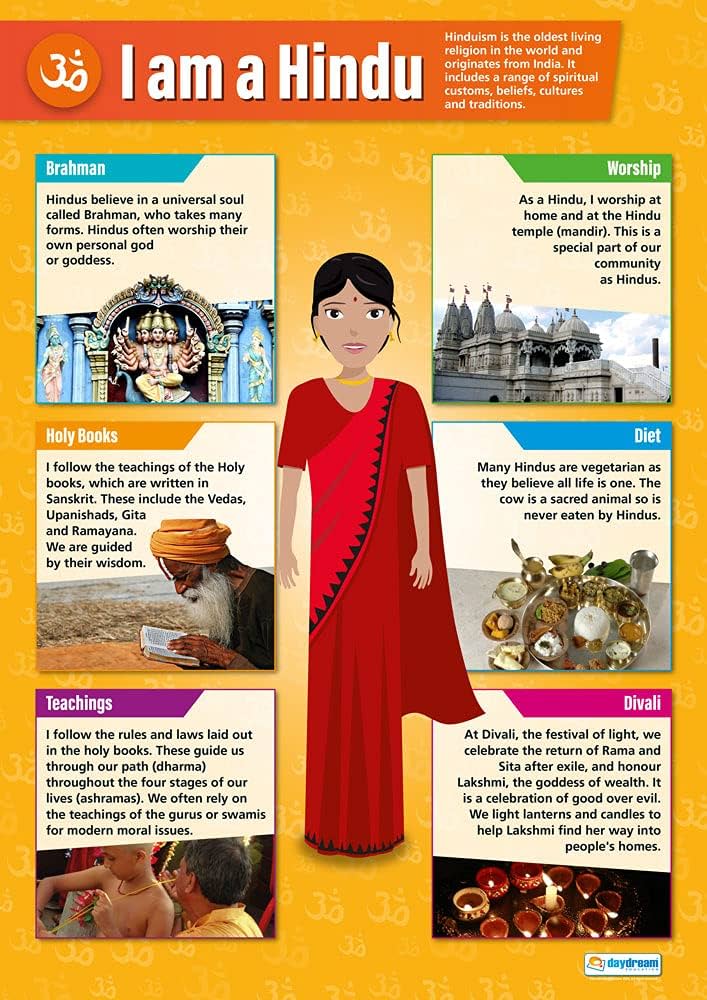 ॐ
I am a Hindu
Hinduism is the oldest living
religion in the world and
originates from India. It
includes a range of spiritual
customs, beliefs, cultures
and traditions.
Brahman
Hindus believe in a universal soul
called Brahman, who takes many
forms. Hindus often worship their
own personal god
or goddess.
Worship
As a Hindu, I worship at
home and at the Hindu
temple (mandir). This is a
special part of our
community
as Hindus.
Holy Books
I follow the teachings of the Holy
books, which are written in
Sanskrit. These include the Vedas,
Upanishads, Gita
and Ramayana.
We are guided
by their wisdom.
Diet
Many Hindus are vegetarian as
they believe all life is one. The
cow is a sacred animal so is
never eaten by Hindus.
Teachings
I follow the rules and laws laid out
in the holy books. These guide us
through our path (dharma)
throughout the four stages of our
lives (ashramas). We often rely on
the teachings of the gurus or swamis
for modern moral issues.
Divali
At Divali, the festival of light, we
celebrate the return of Rama and
Sita after exile, and honour
Lakshmi, the goddess of wealth. It
is a celebration of good over evil.
We light lanterns and candles to
help Lakshmi find her way into
people's homes.
daydream
EDUCATION